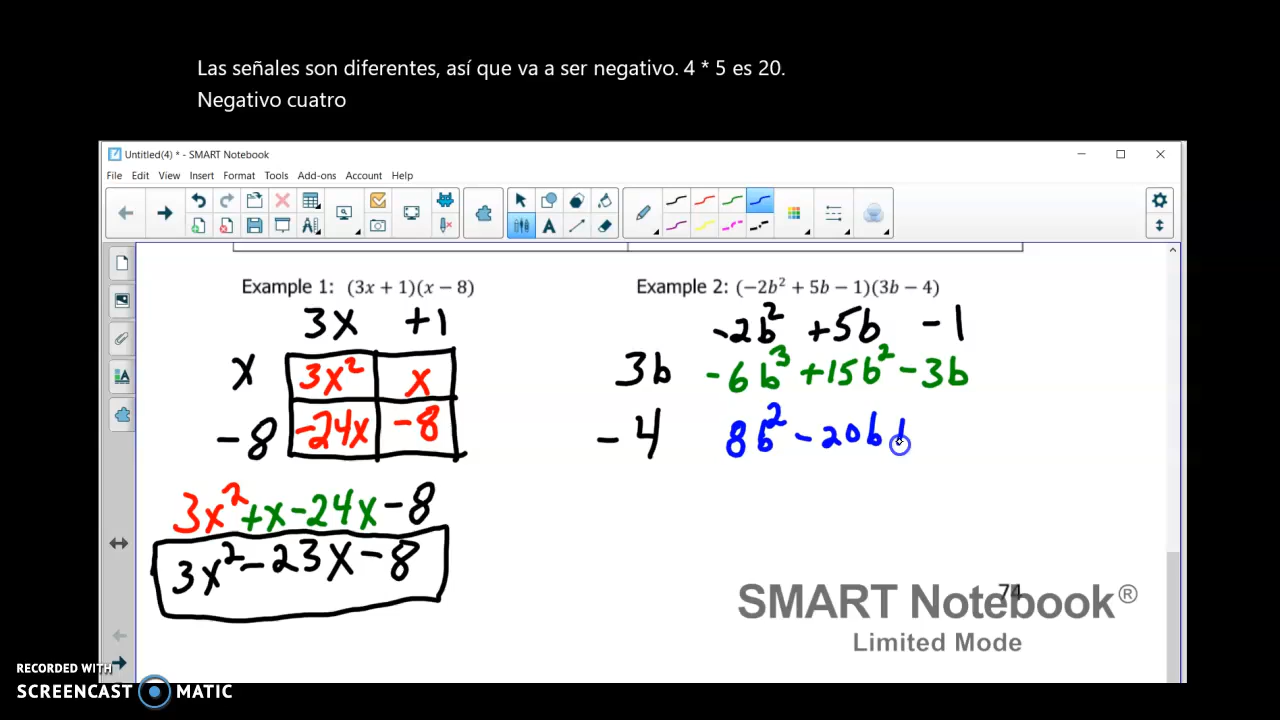 Las señales son diferentes, así que va a ser negativo. 4 * 5 es 20.
Negativo cuatro
Untitled(4) * - SMART Notebook
File Edit View Insert Format Tools Add-ons Account Help
Example 1: (3x + 1)(x − 8)
3x +1
x 3x² x
-8 -24x -8
3x² +x -24x -8
3x² -23x -8
Example 2: (−2b² + 5b − 1)(3b − 4)
-2b² +5b -1
3b -6b³ +15b² -3b
-4 8b² -20b
74
SMART Notebook®
Limited Mode
RECORDED WITH
SCREENCAST MATIC